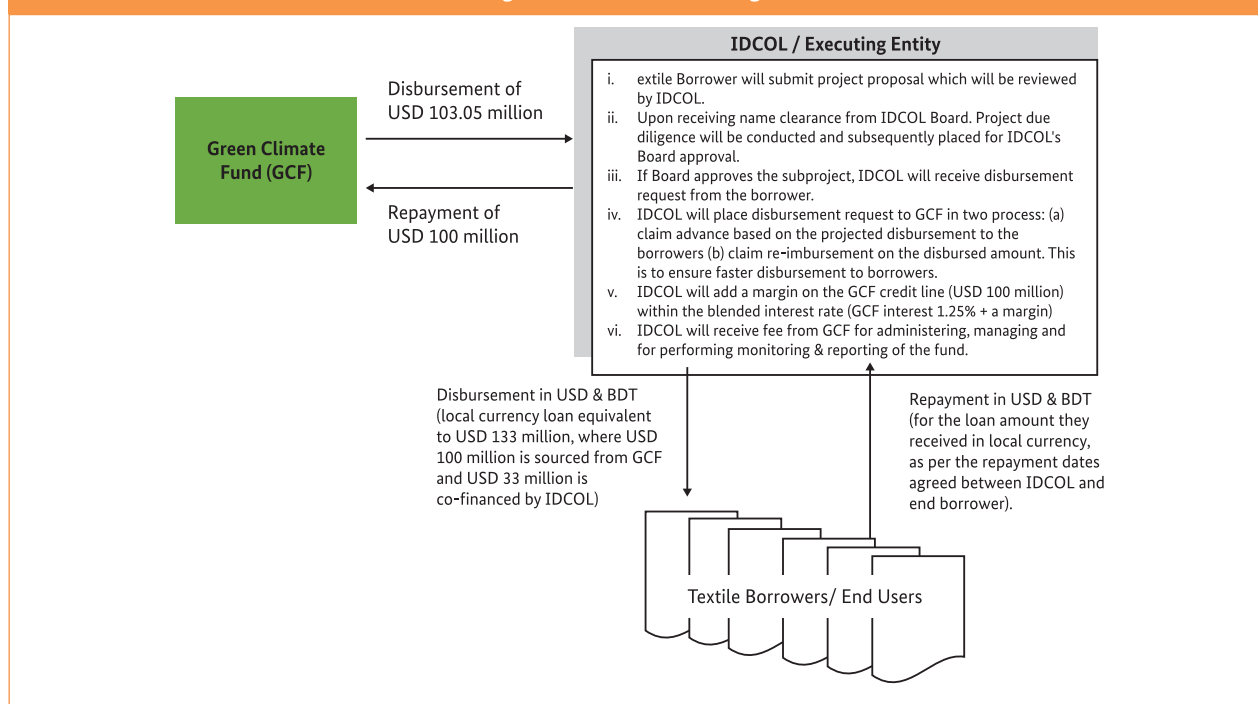 Disbursement of
USD 103.05 million
Green Climate
Fund (GCF)
Repayment of
USD 100 million
IDCOL / Executing Entity
i. extile Borrower will submit project proposal which will be reviewed
by IDCOL.
ii. Upon receiving name clearance from IDCOL Board. Project due
diligence will be conducted and subsequently placed for IDCOL's
Board approval.
iii. If Board approves the subproject, IDCOL will receive disbursement
request from the borrower.
iv. IDCOL will place disbursement request to GCF in two process: (a)
claim advance based on the projected disbursement to the
borrowers (b) claim re-imbursement on the disbursed amount. This
is to ensure faster disbursement to borrowers.
v. IDCOL will add a margin on the GCF credit line (USD 100 million)
within the blended interest rate (GCF interest 1.25% + a margin)
vi. IDCOL will receive fee from GCF for administering, managing and
for performing monitoring & reporting of the fund.
Disbursement in USD & BDT
(local currency loan equivalent
to USD 133 million, where USD
100 million is sourced from GCF
and USD 33 million is
co-financed by IDCOL)
Repayment in USD & BDT
(for the loan amount they
received in local currency,
as per the repayment dates
agreed between IDCOL and
end borrower).
Textile Borrowers/ End Users